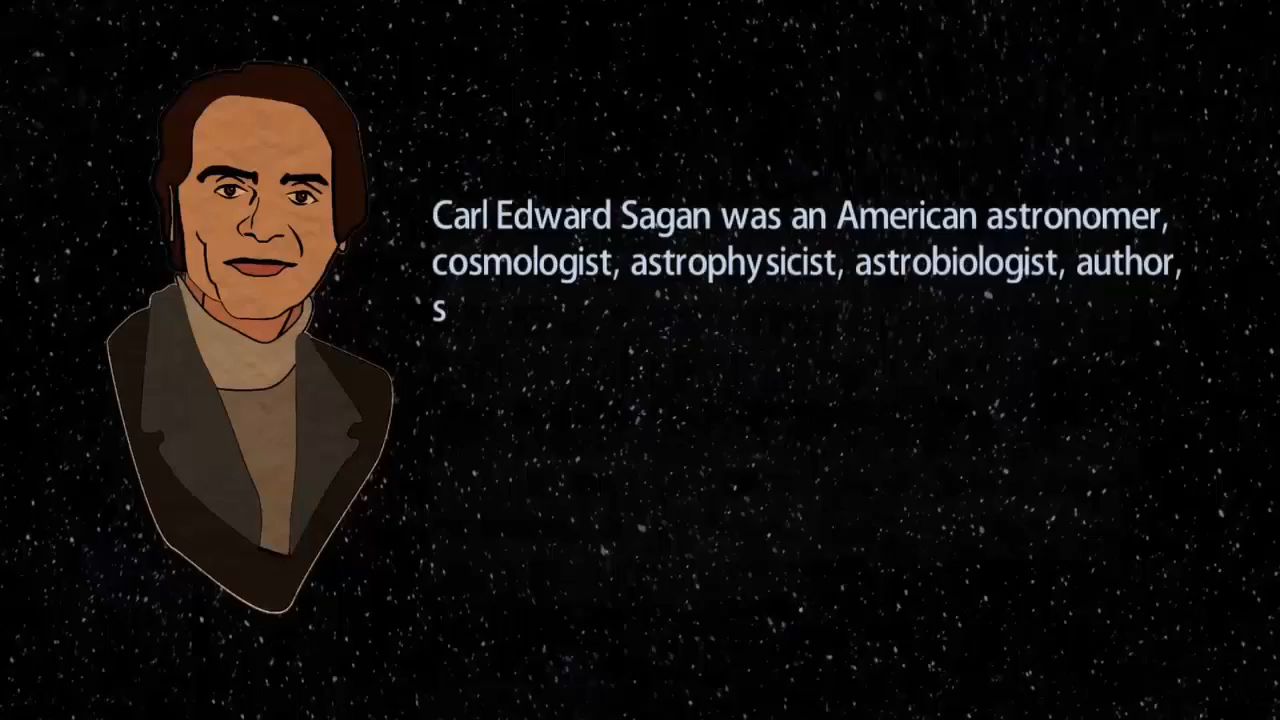 Carl Edward Sagan was an American astronomer,
cosmologist, astrophysicist, astrobiologist, author,
s